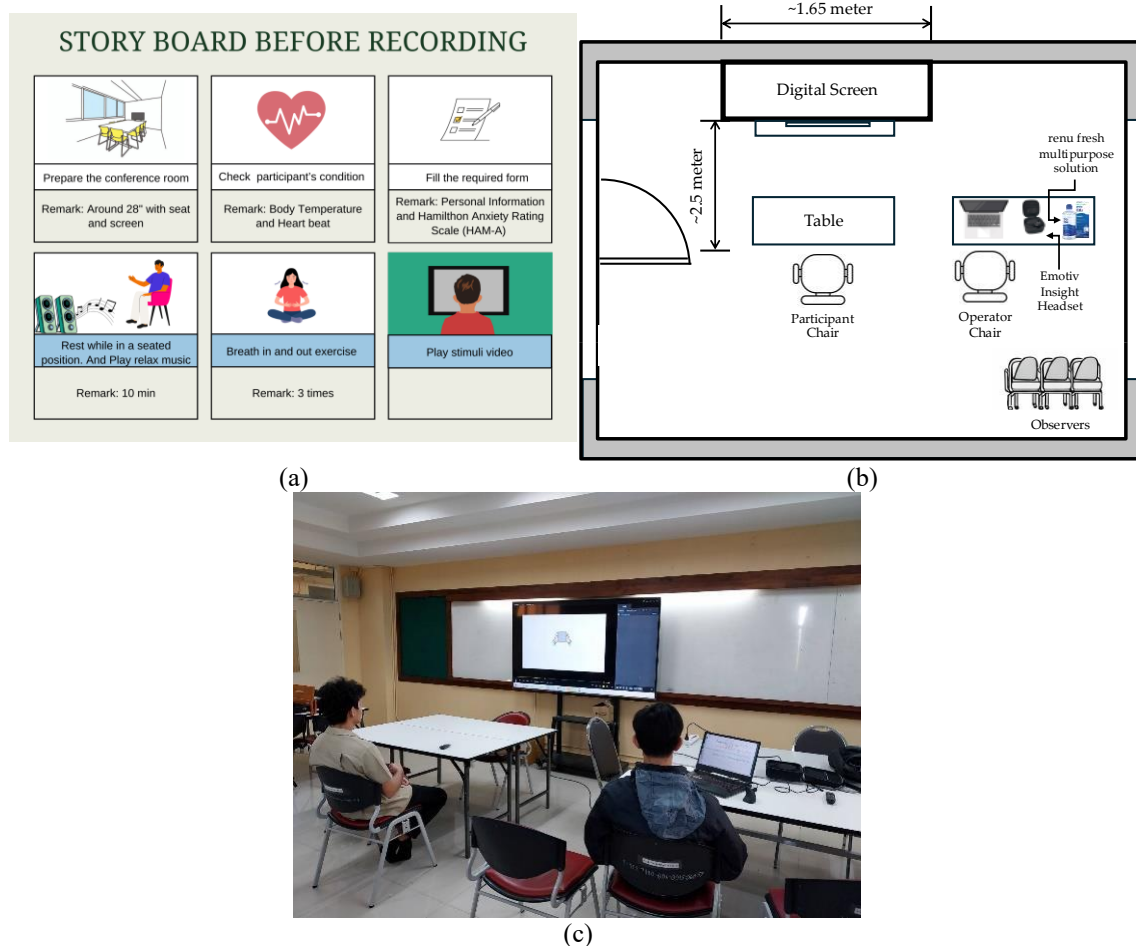 STORY BOARD BEFORE RECORDING
Prepare the conference room
Remark: Around 28" with seat
and screen
Check participant's condition
Remark: Body Temperature
and Heart beat
Fill the required form
Remark: Personal Information
and Hamilthon Anxiety Rating
Scale (HAM-A)
Rest while in a seated
position. And Play relax music
Remark: 10 min
Breath in and out exercise
Remark: 3 times
Play stimuli video
(a)
~1.65 meter
Digital Screen
~2.5 meter
renu fresh
multipurpose
solution
Table
Participant
Chair
Operator
Chair
Emotiv
Insight
Headset
Observers
(b)
(c)